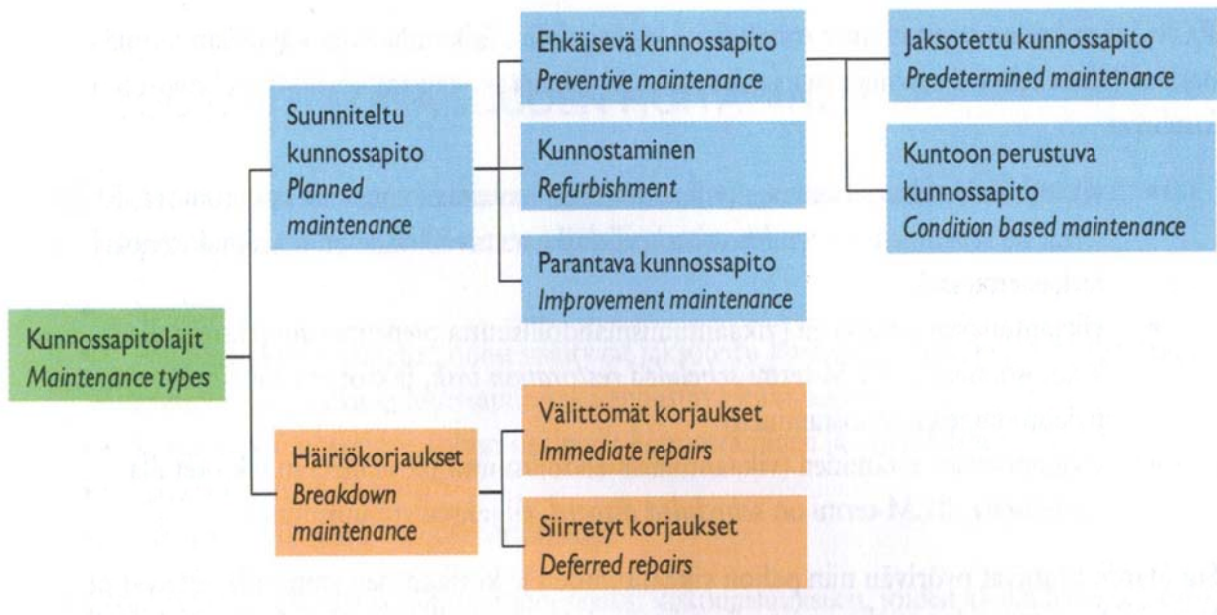 Ehkäisevä kunnossapito
Preventive maintenance
Jaksotettu kunnossapito
Predetermined maintenance
Suunniteltu
kunnossapito
Planned
maintenance
Kunnostaminen
Refurbishment
Kuntoon perustuva
kunnossapito
Condition based maintenance
Parantava kunnossapito
Improvement maintenance
Kunnossapitolajit
Maintenance types
Häiriökorjaukset
Breakdown
maintenance
Välittömät korjaukset
Immediate repairs
Siirretyt korjaukset
Deferred repairs